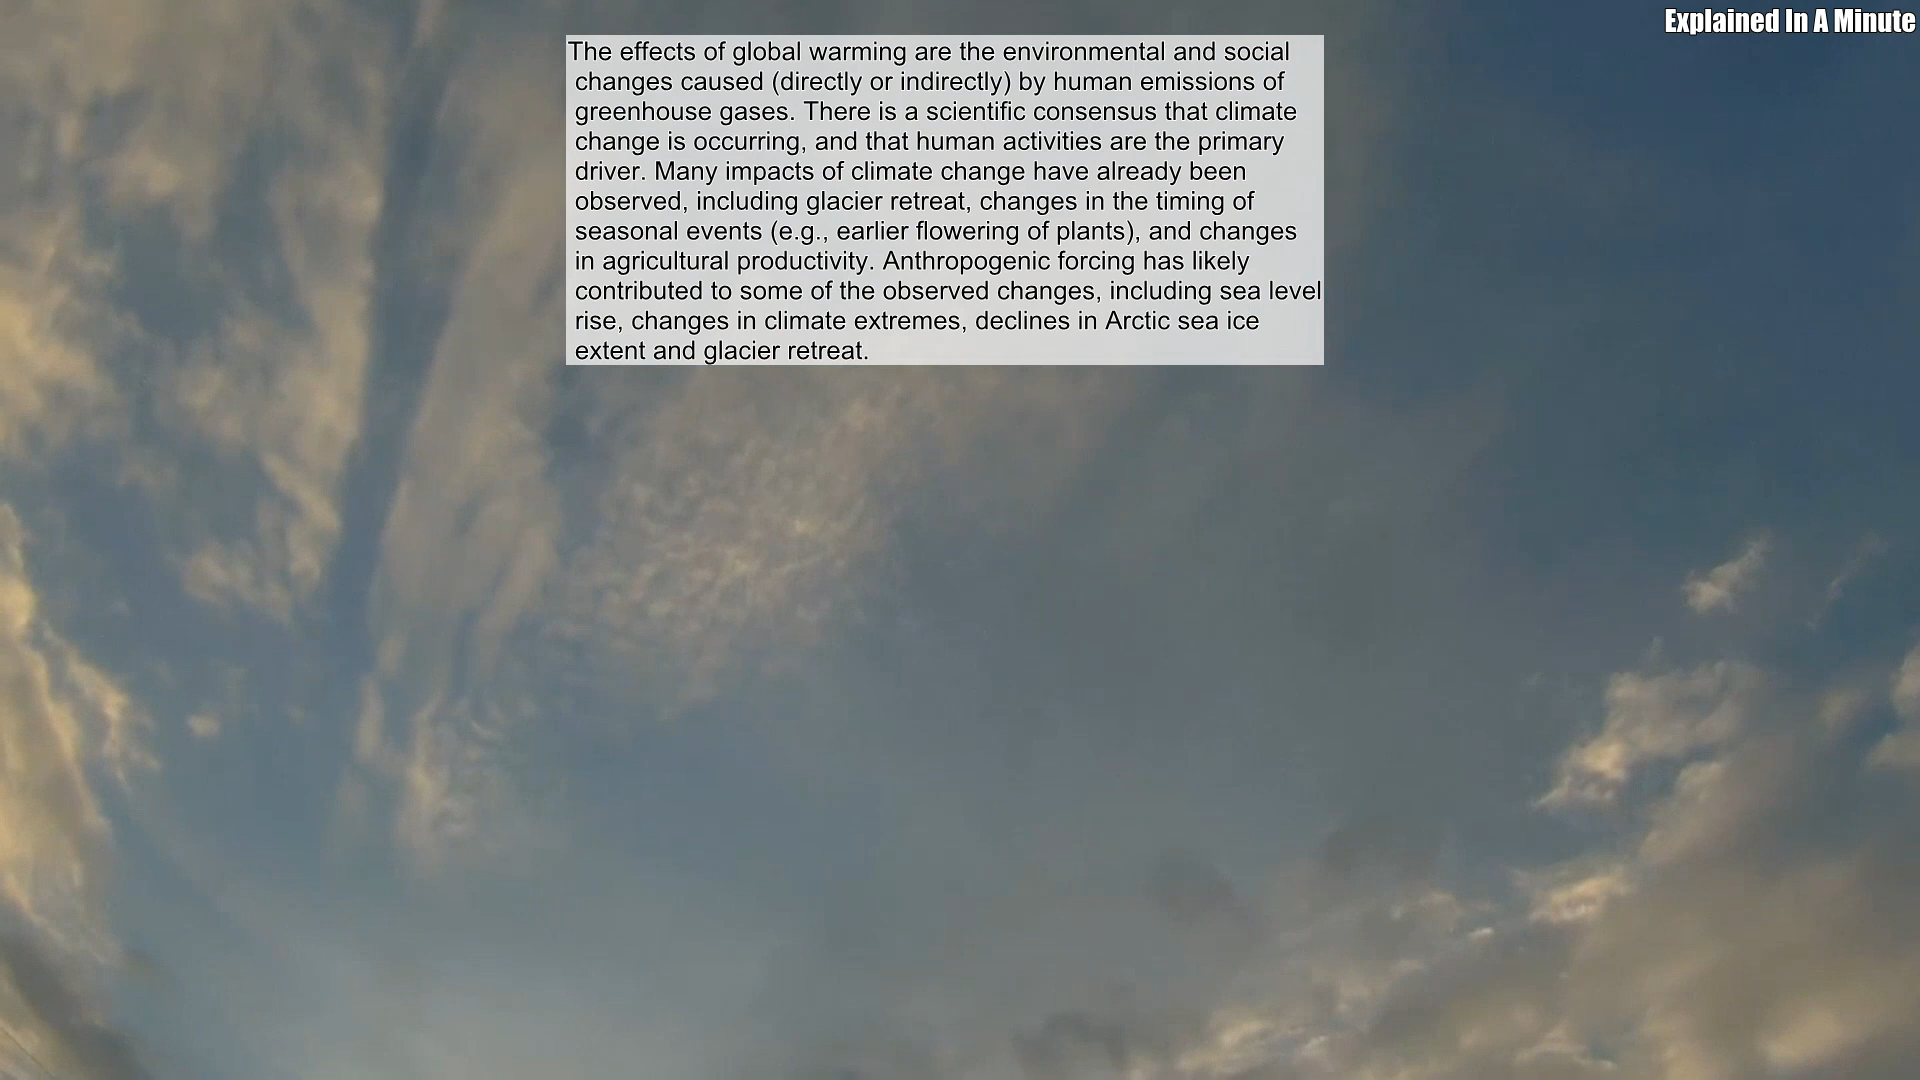 Explained In A Minute
The effects of global warming are the environmental and social
changes caused (directly or indirectly) by human emissions of
greenhouse gases. There is a scientific consensus that climate
change is occurring, and that human activities are the primary
driver. Many impacts of climate change have already been
observed, including glacier retreat, changes in the timing of
seasonal events (e.g., earlier flowering of plants), and changes
in agricultural productivity. Anthropogenic forcing has likely
contributed to some of the observed changes, including sea level
rise, changes in climate extremes, declines in Arctic sea ice
extent and glacier retreat.